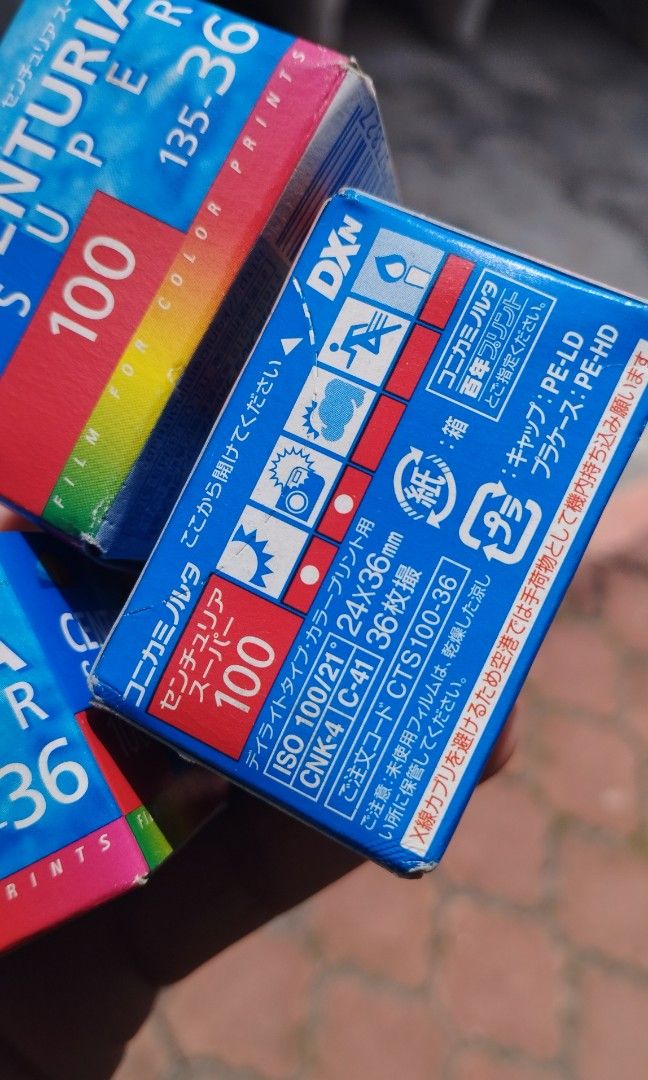 センチュリアスー
ENTURIA
SUPER
135-36
100
FILM FOR COLOR PRINTS
コニカミノルタ ここから開けてください
DXN
センチュリア
スーパー
100
デイライトタイプ・カラープリント用
ISO 100/21° 24×36mm
CNK-4 C-41 36枚撮
ご注文コード CTS100-36
ご注意：未使用フィルムは、乾燥した涼し
い所に保管してください。
X線カブリを避けるため空港では手荷物として機内持ち込み願います
コニカミノルタ
百年プリント
とご指定ください。
紙 ：箱
プラ ：キャップ：PE-LD
プラケース：PE-HD
R
36
RINTS
FI